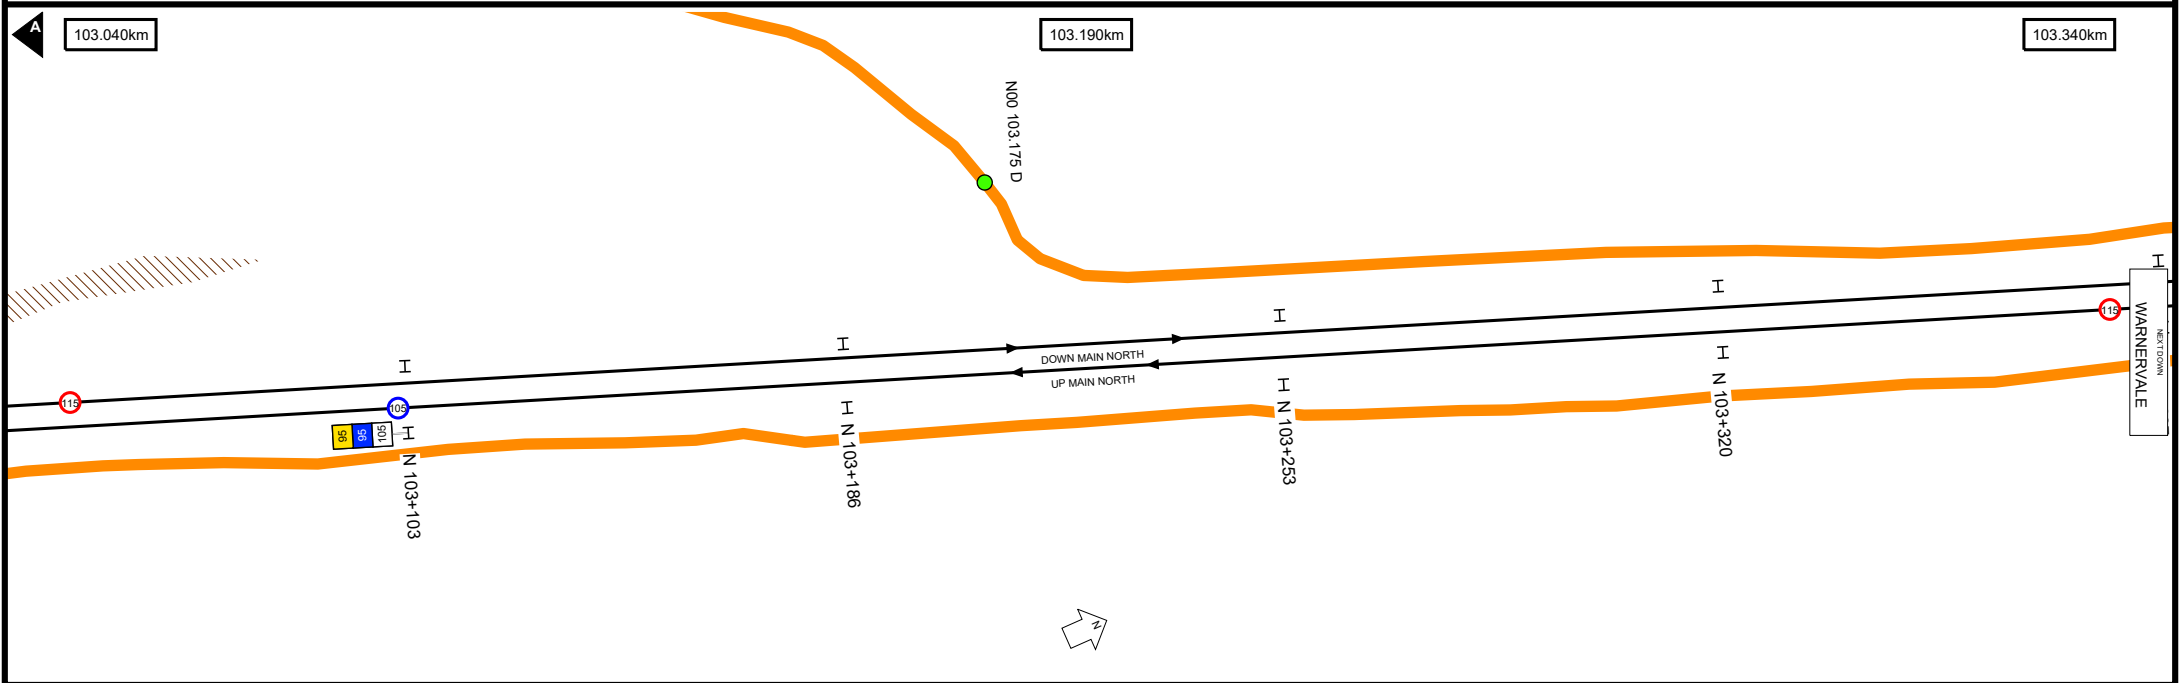 A
103.040km
103.190km
103.340km
N00 103.175 D
H
H
H
H
H
DOWN MAIN NORTH
UP MAIN NORTH
115
105
115
95
95
105
H
N 103+103
H N 103+186
H N 103+253
H N 103+320
NEXT DOWN
WARNERVALE
N